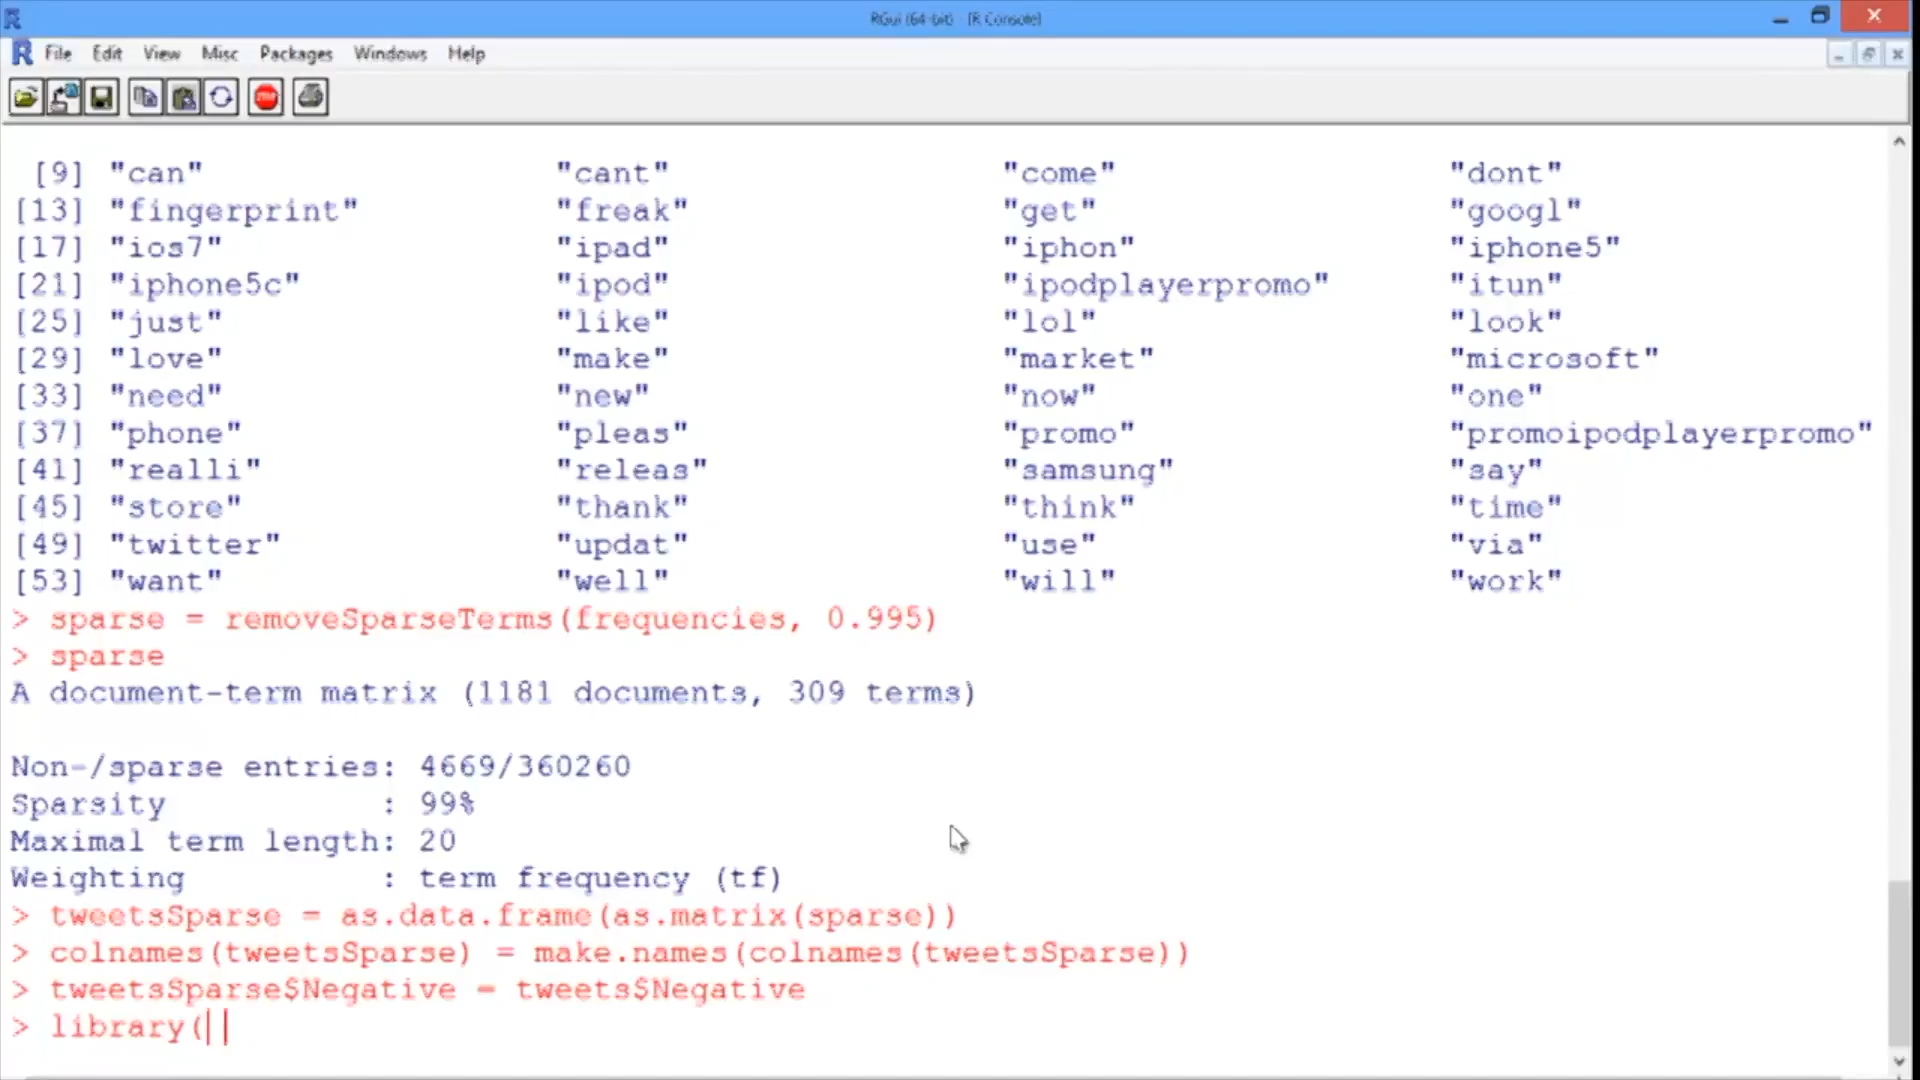 RGui (64-bit) - [R Console]
File Edit View Misc Packages Windows Help
STOP
[9] "can" "cant" "come" "dont"
[13] "fingerprint" "freak" "get" "googl"
[17] "ios7" "ipad" "iphon" "iphone5"
[21] "iphone5c" "ipod" "ipodplayerpromo" "itun"
[25] "just" "like" "lol" "look"
[29] "love" "make" "market" "microsoft"
[33] "need" "new" "now" "one"
[37] "phone" "pleas" "promo" "promoipodplayerpromo"
[41] "realli" "releas" "samsung" "say"
[45] "store" "thank" "think" "time"
[49] "twitter" "updat" "use" "via"
[53] "want" "well" "will" "work"
> sparse = removeSparseTerms(frequencies, 0.995)
> sparse
A document-term matrix (1181 documents, 309 terms)
Non-/sparse entries: 4669/360260
Sparsity : 99%
Maximal term length: 20
Weighting : term frequency (tf)
> tweetsSparse = as.data.frame(as.matrix(sparse))
> colnames(tweetsSparse) = make.names(colnames(tweetsSparse))
> tweetsSparse$Negative = tweets$Negative
> library(